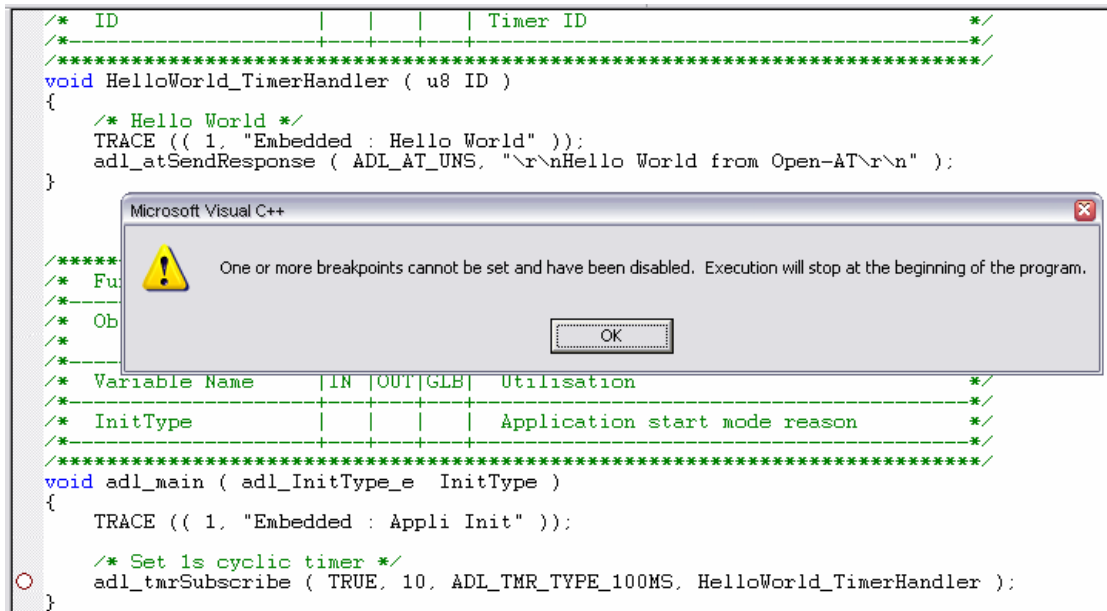 /*  ID                   |   |   |   | Timer ID                               */
/*-----------------------+---+---+---+----------------------------------------*/
/*****************************************************************************/
void HelloWorld_TimerHandler ( u8 ID )
{
    /* Hello World */
    TRACE (( 1, "Embedded : Hello World" ));
    adl_atSendResponse ( ADL_AT_UNS, "\r\nHello World from Open-AT\r\n" );
}
Microsoft Visual C++
One or more breakpoints cannot be set and have been disabled.  Execution will stop at the beginning of the program.
OK
/*****
/*  Fu
/*-----
/*  Ob
/*
/*-----
/*  Variable Name        |IN |OUT|GLB|  Utilisation                           */
/*-----------------------+---+---+---+----------------------------------------*/
/*  InitType             |   |   |   |  Application start mode reason         */
/*-----------------------+---+---+---+----------------------------------------*/
/*****************************************************************************/
void adl_main ( adl_InitType_e  InitType )
{
    TRACE (( 1, "Embedded : Appli Init" ));
    /* Set 1s cyclic timer */
    adl_tmrSubscribe ( TRUE, 10, ADL_TMR_TYPE_100MS, HelloWorld_TimerHandler );
}